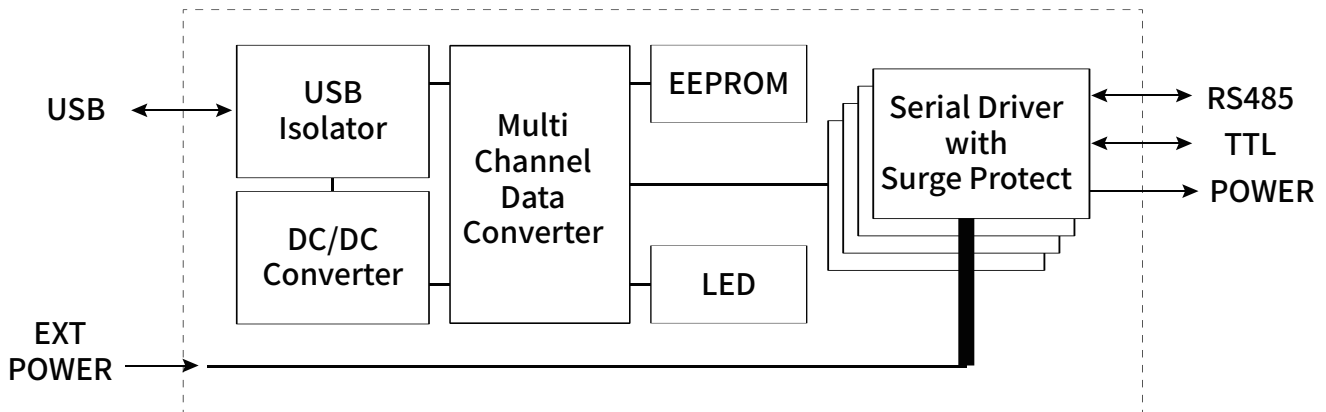 USB
USB
Isolator
DC/DC
Converter
Multi
Channel
Data
Converter
EEPROM
LED
Serial Driver
with
Surge Protect
RS485
TTL
POWER
EXT
POWER